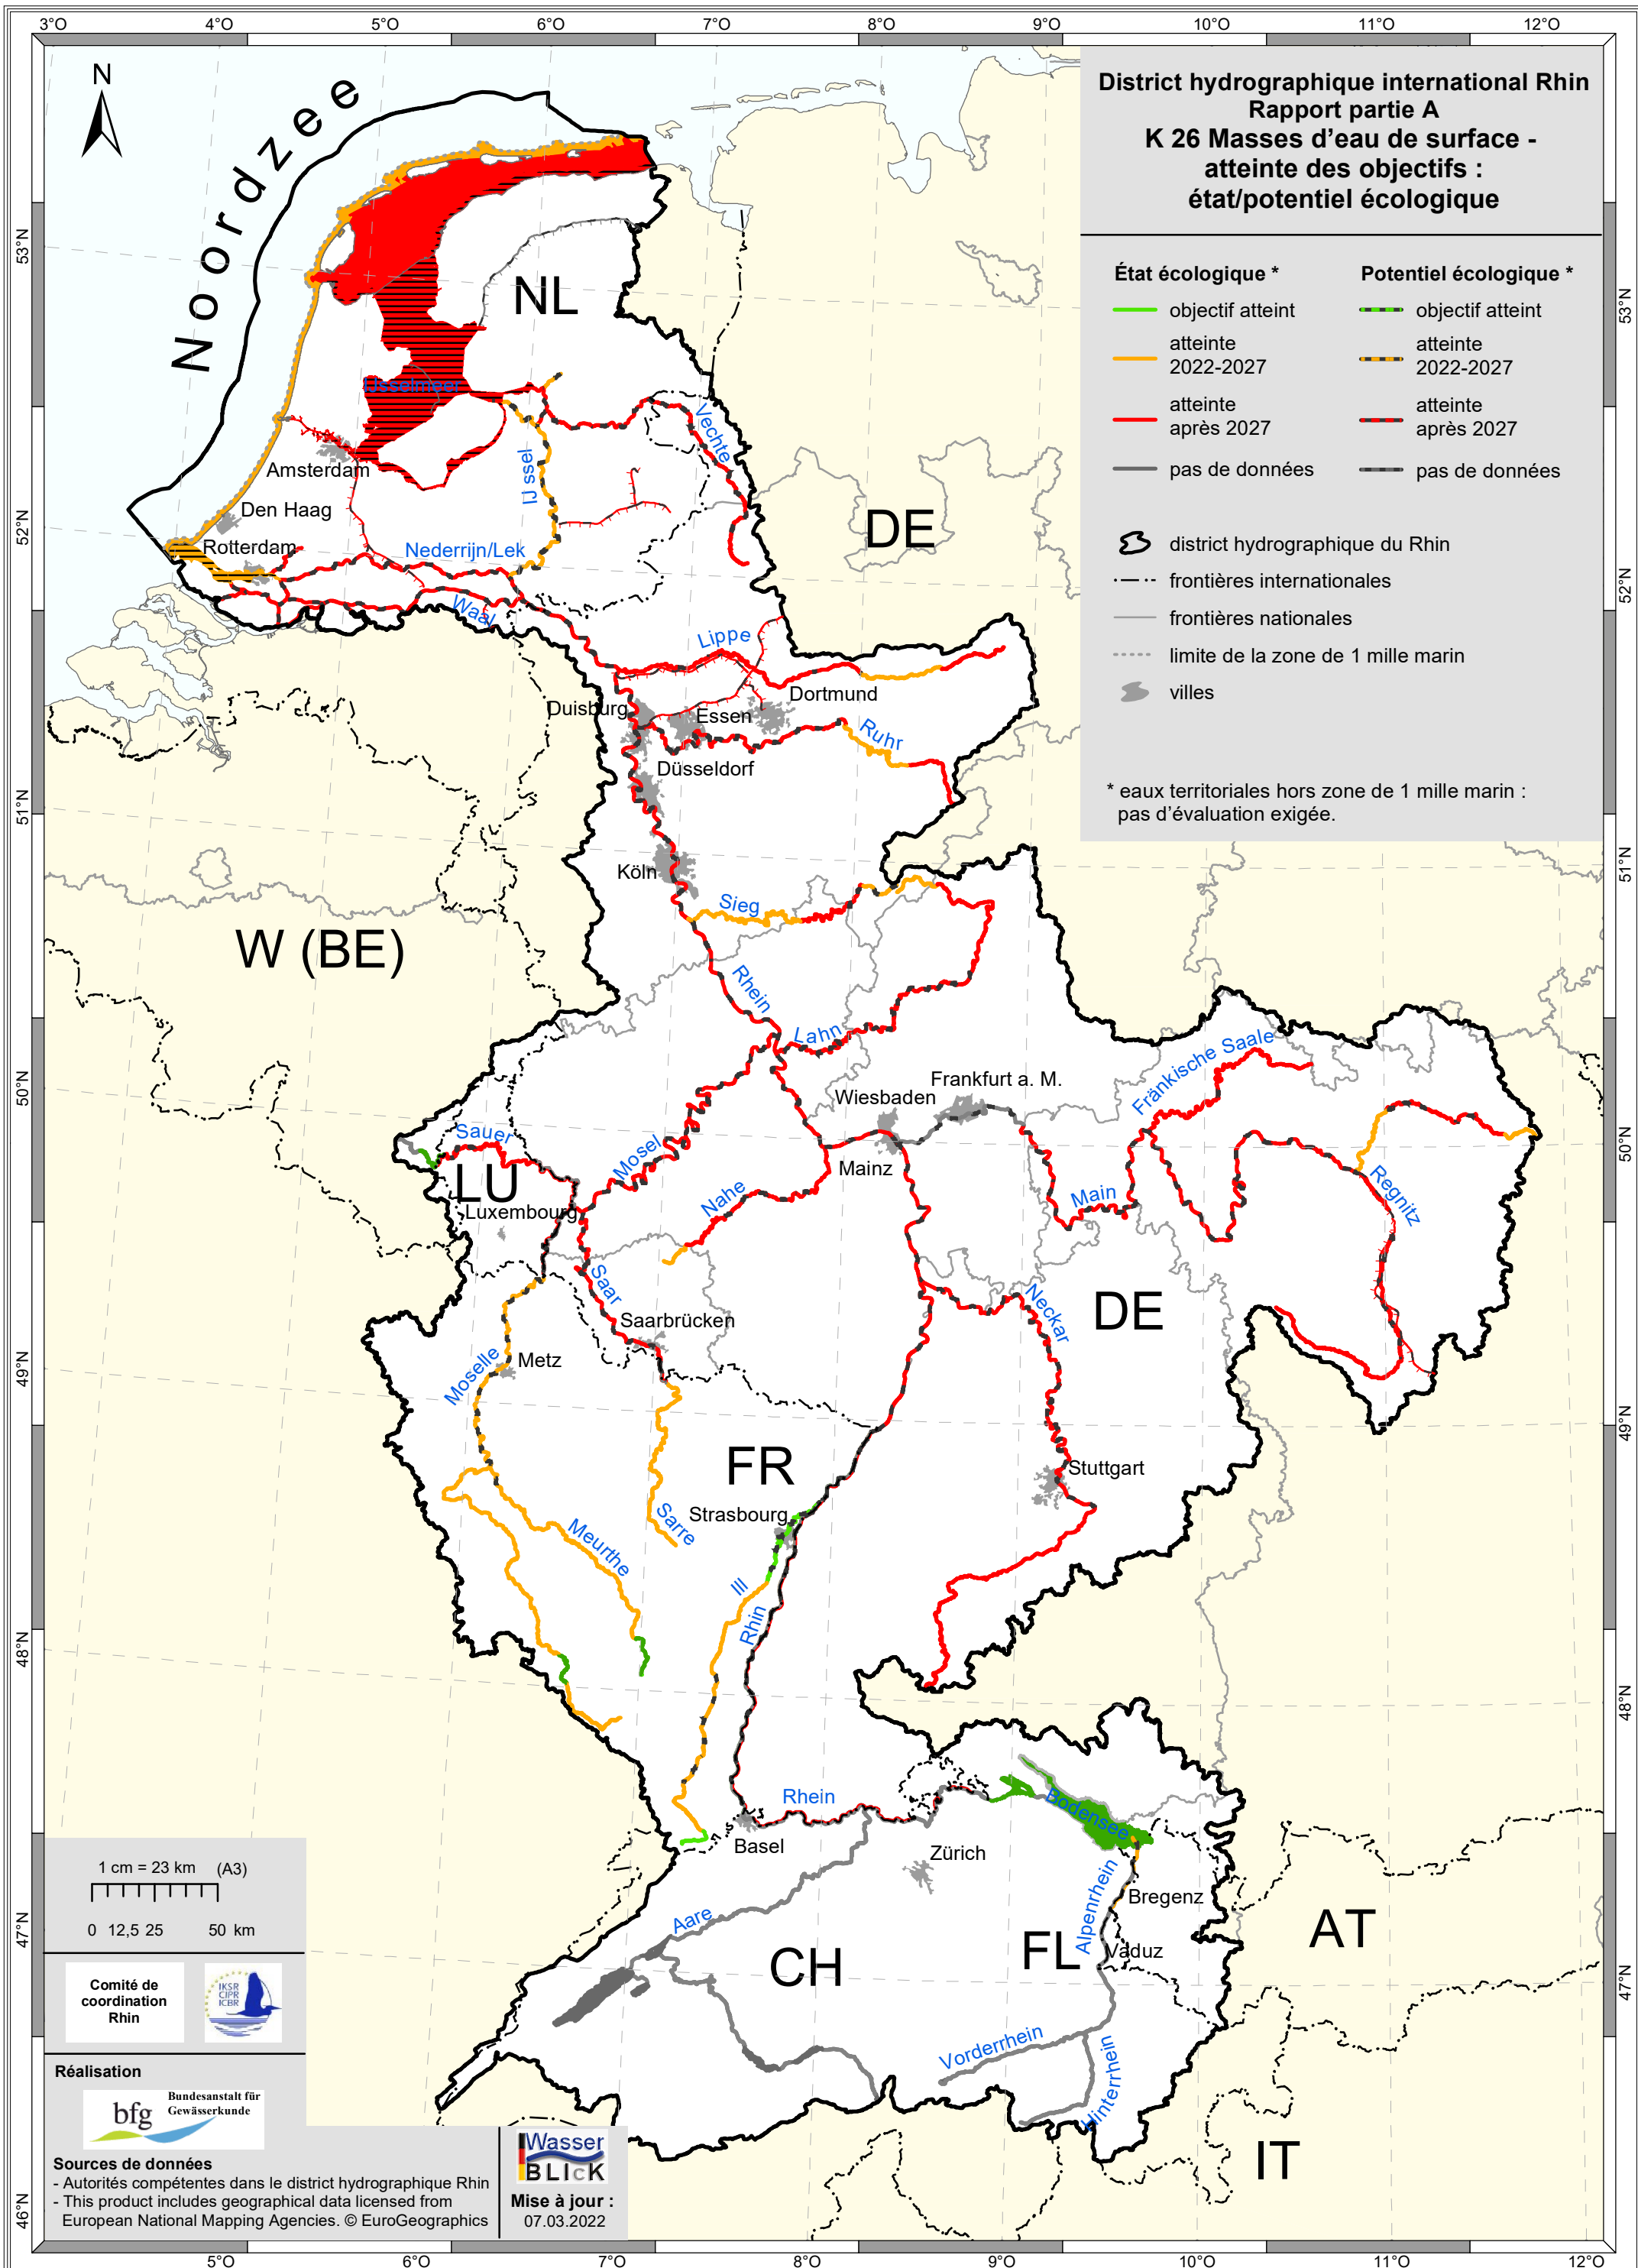 3°O 4°O 5°O 6°O 7°O 8°O 9°O 10°O 11°O 12°O
N
Noordzee
District hydrographique international Rhin
Rapport partie A
K 26 Masses d'eau de surface -
atteinte des objectifs :
état/potentiel écologique
État écologique *
objectif atteint
atteinte
2022-2027
atteinte
après 2027
pas de données
Potentiel écologique *
objectif atteint
atteinte
2022-2027
atteinte
après 2027
pas de données
district hydrographique du Rhin
frontières internationales
frontières nationales
limite de la zone de 1 mille marin
villes
* eaux territoriales hors zone de 1 mille marin :
pas d'évaluation exigée.
53°N
52°N
51°N
50°N
49°N
48°N
47°N
46°N
53°N
52°N
51°N
50°N
49°N
48°N
47°N
NL
IJsselmeer
Vechte
Amsterdam
IJssel
Den Haag
DE
Rotterdam
Nederrijn/Lek
Waal
Lippe
Dortmund
Duisburg
Essen
Ruhr
Düsseldorf
Köln
Sieg
W (BE)
Rhein
Lahn
Fränkische Saale
Frankfurt a. M.
Wiesbaden
Sauer
Mosel
Mainz
LU
Nahe
Main
Regnitz
Luxembourg
Saar
Neckar
DE
Saarbrücken
Moselle
Metz
FR
Stuttgart
Strasbourg
Sarre
Meurthe
Ill
Rhin
Rhein
Bodensee
Basel
Zürich
Alpenrhein
Bregenz
Aare
AT
FL
Vaduz
CH
Vorderrhein
Hinterrhein
IT
1 cm = 23 km (A3)
0 12,5 25 50 km
Comité de
coordination
Rhin
IKSR
CIPR
ICBR
Réalisation
bfg
Bundesanstalt für
Gewässerkunde
Sources de données
- Autorités compétentes dans le district hydrographique Rhin
- This product includes geographical data licensed from
European National Mapping Agencies. © EuroGeographics
Wasser
BLIcK
Mise à jour :
07.03.2022
5°O 6°O 7°O 8°O 9°O 10°O 11°O 12°O